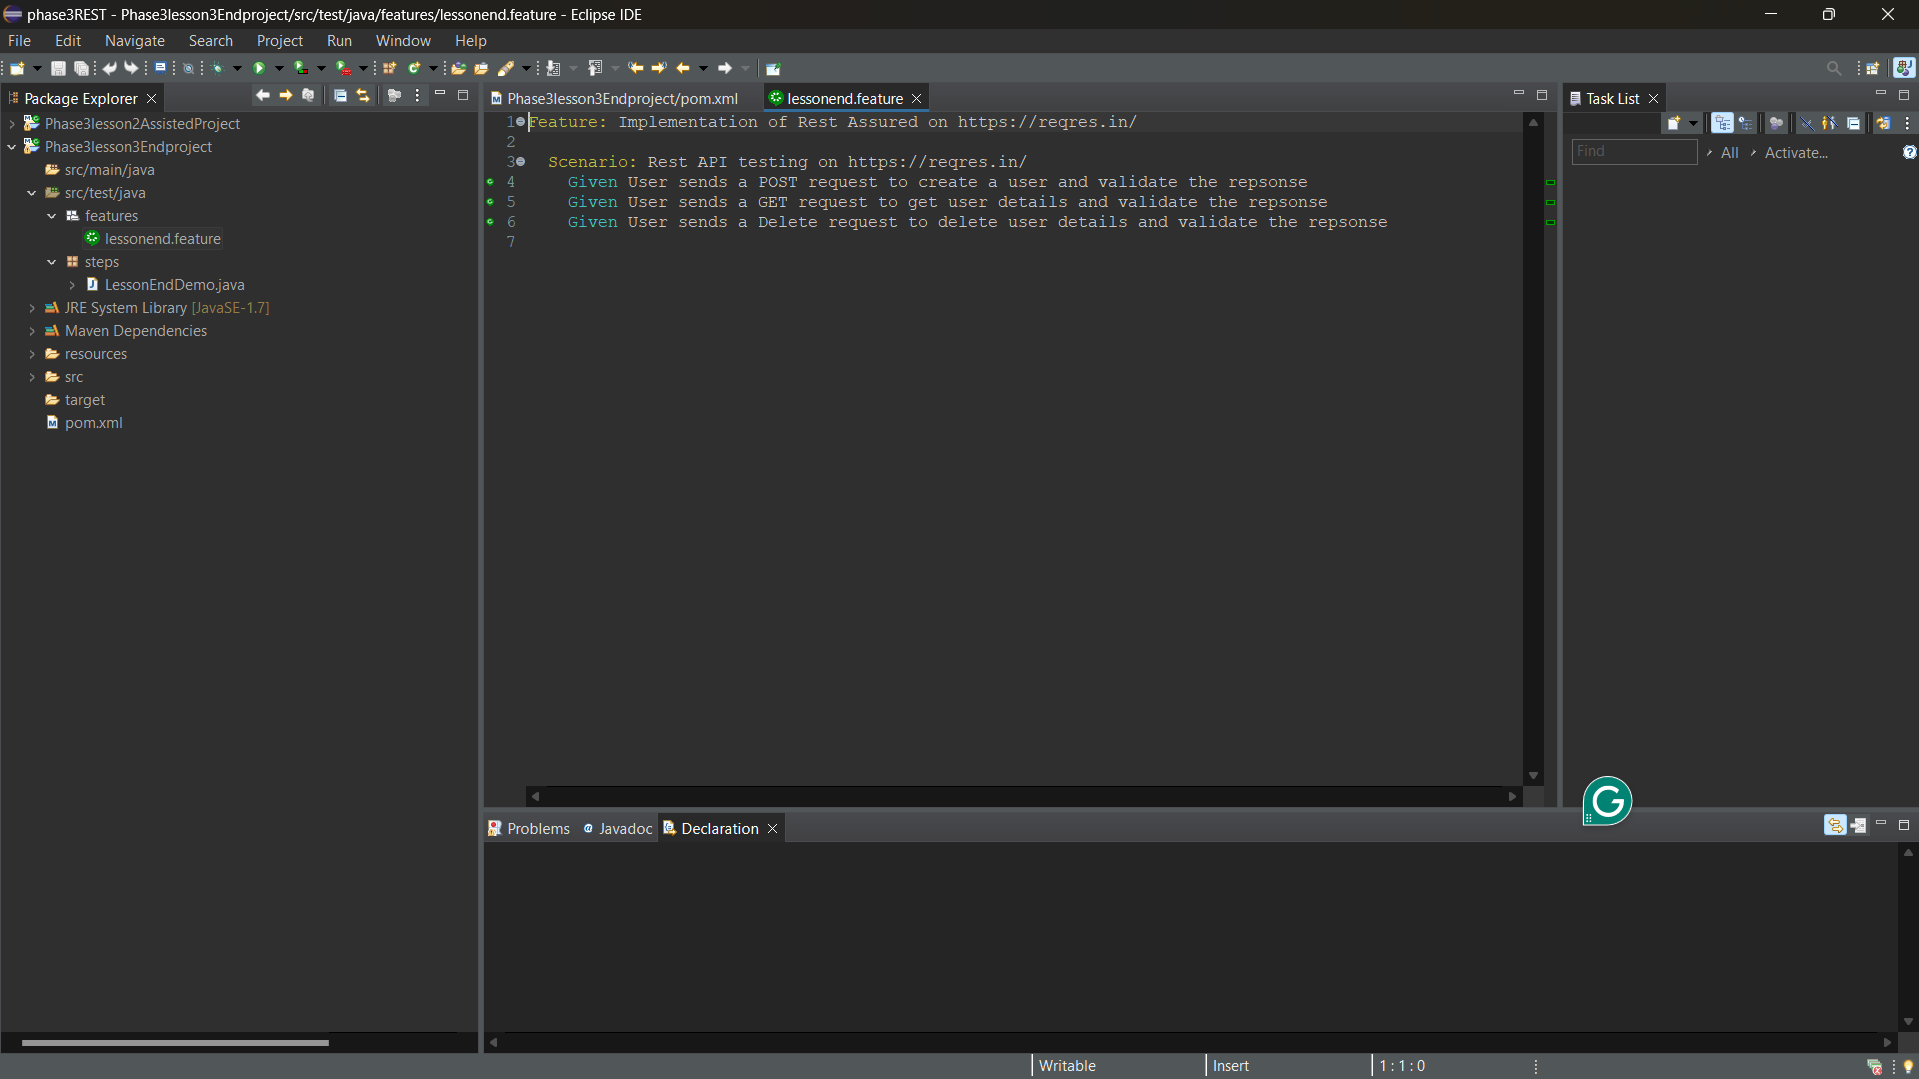 phase3REST - Phase3lesson3Endproject/src/test/java/features/lessonend.feature - Eclipse IDE
File Edit Navigate Search Project Run Window Help
Package Explorer
Phase3lesson3Endproject/pom.xml
lessonend.feature
Task List
Phase3lesson2AssistedProject
Phase3lesson3Endproject
src/main/java
src/test/java
features
lessonend.feature
steps
LessonEndDemo.java
JRE System Library [JavaSE-1.7]
Maven Dependencies
resources
src
target
pom.xml
1 Feature: Implementation of Rest Assured on https://reqres.in/
2
3 Scenario: Rest API testing on https://reqres.in/
4 Given User sends a POST request to create a user and validate the repsonse
5 Given User sends a GET request to get user details and validate the repsonse
6 Given User sends a Delete request to delete user details and validate the repsonse
7
Find All Activate...
G
Problems Javadoc Declaration
Writable Insert 1 : 1 : 0